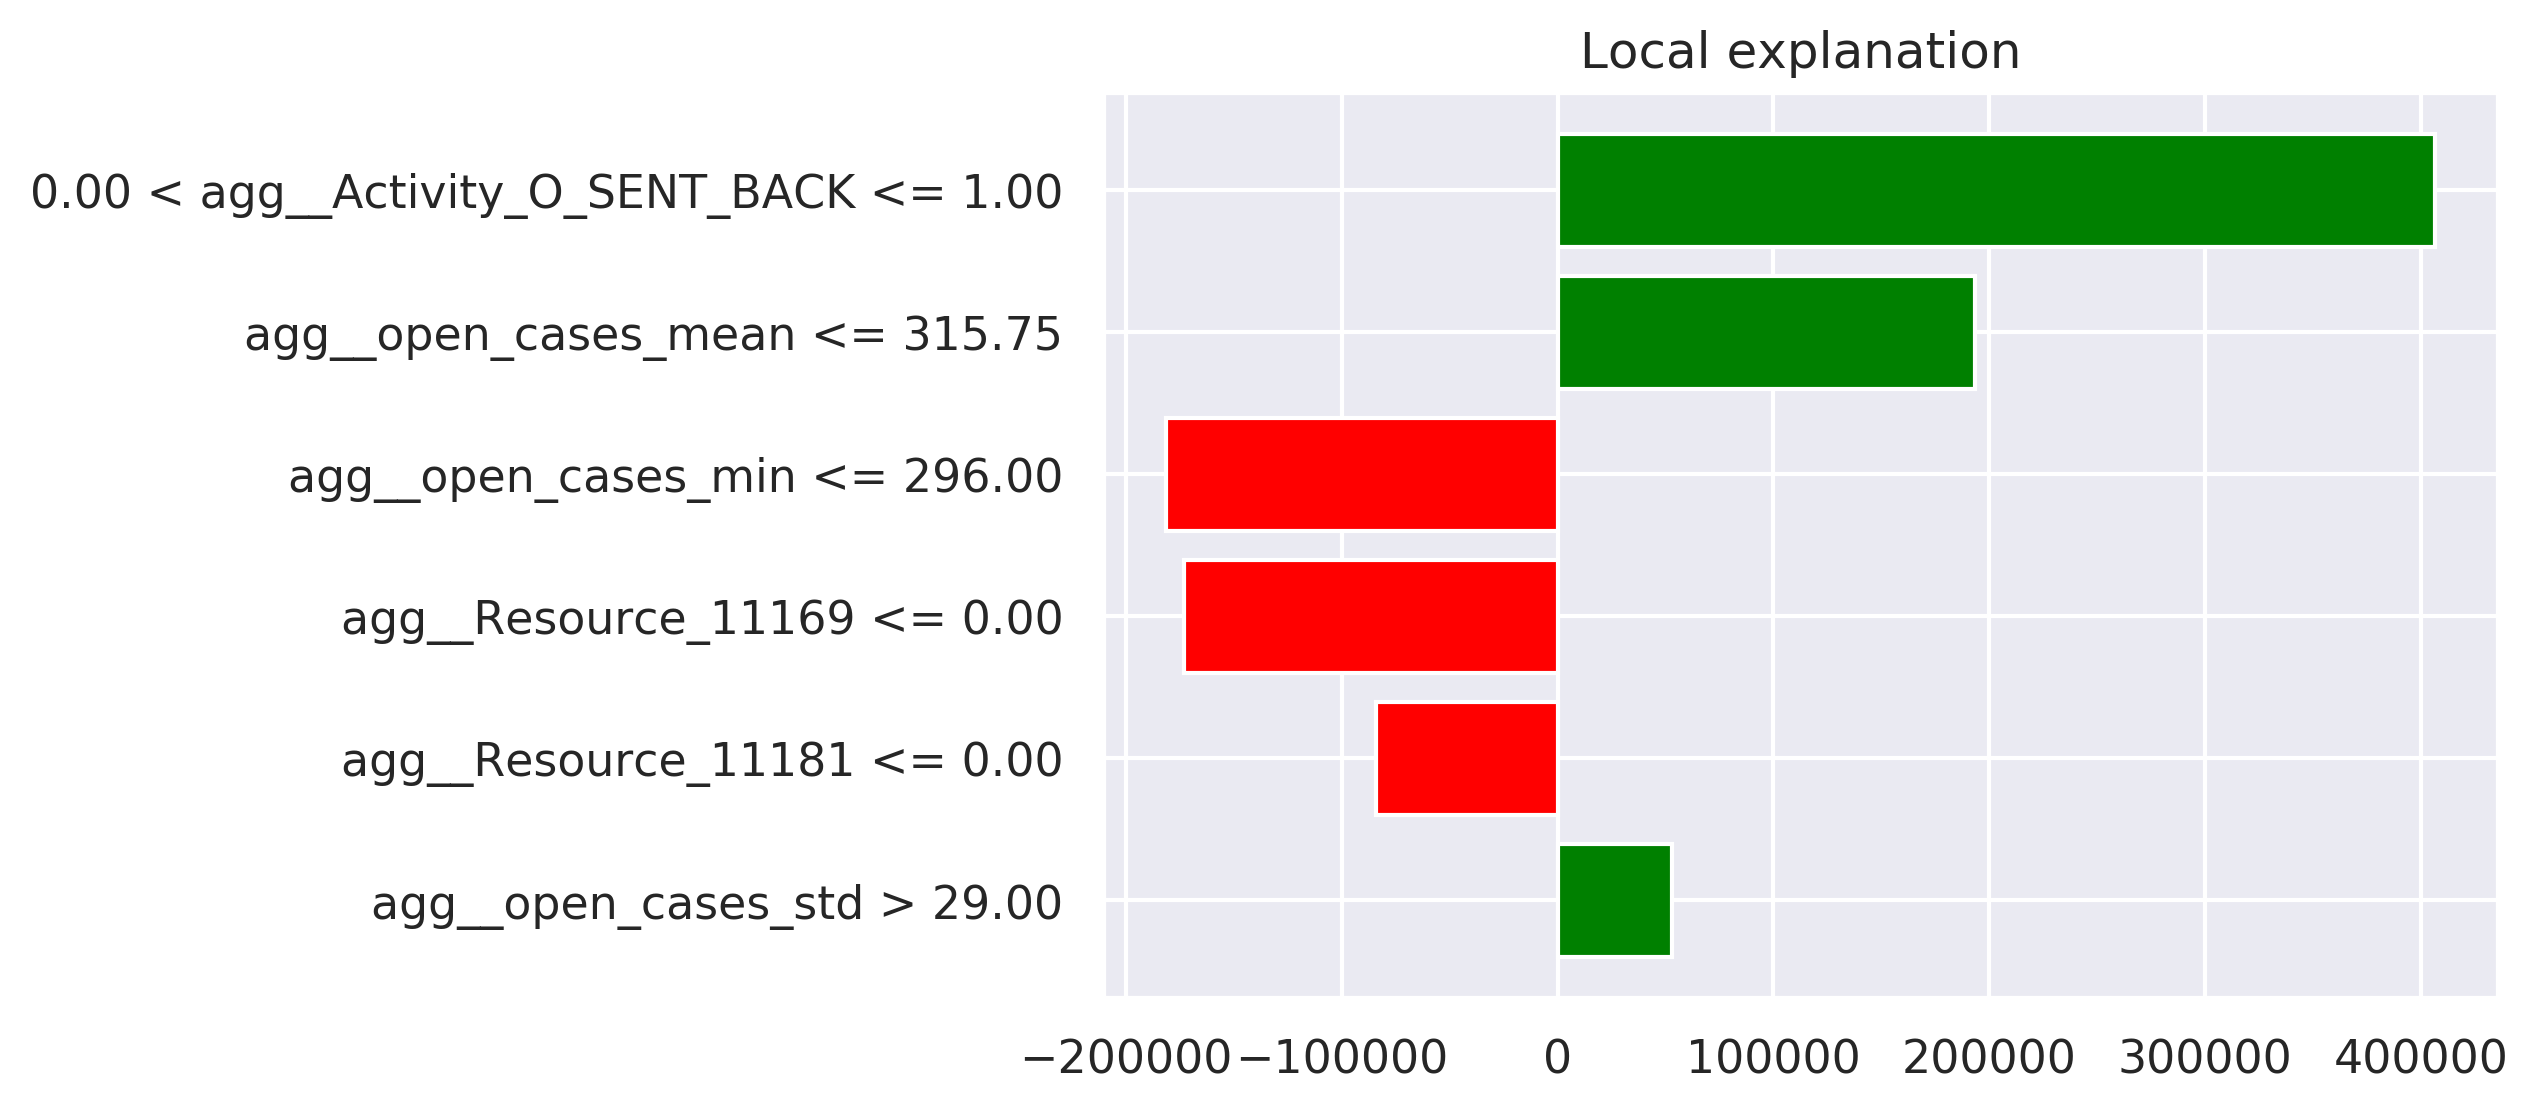 Local explanation
0.00 < agg__Activity_O_SENT_BACK <= 1.00
agg__open_cases_mean <= 315.75
agg__open_cases_min <= 296.00
agg__Resource_11169 <= 0.00
agg__Resource_11181 <= 0.00
agg__open_cases_std > 29.00
−200000 −100000 0 100000 200000 300000 400000